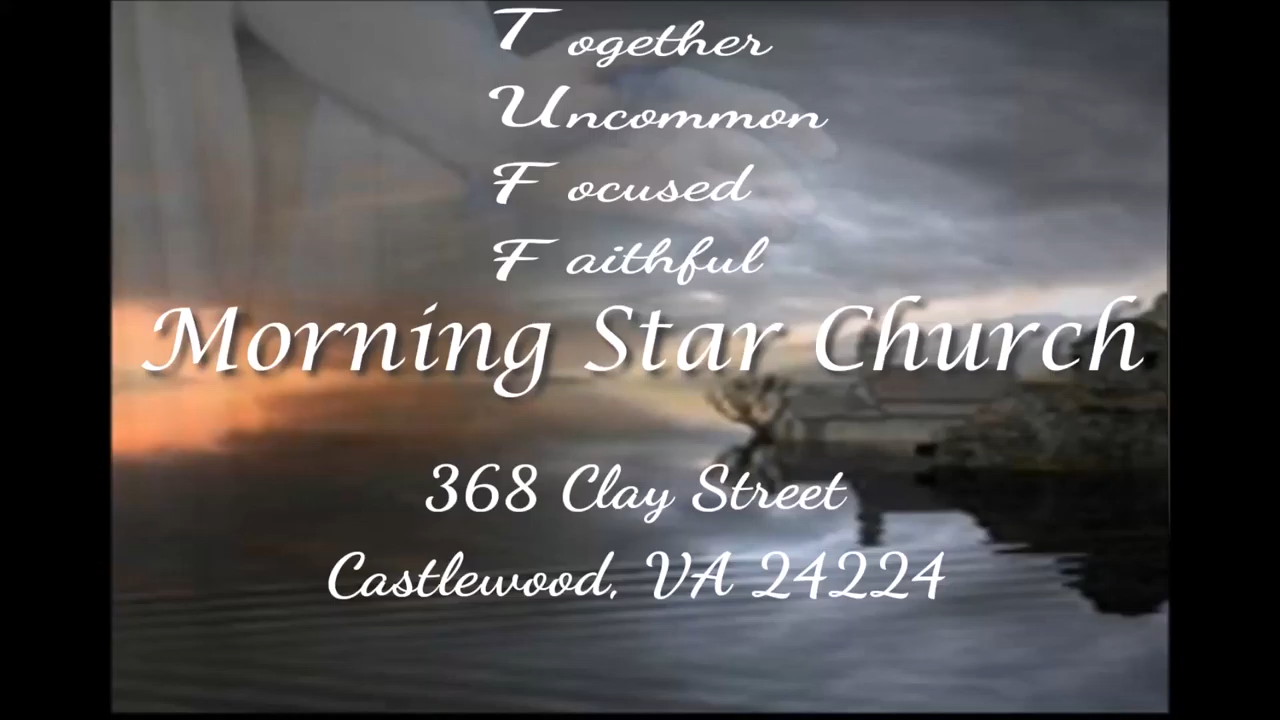 Together
Uncommon
Focused
Faithful
Morning Star Church
368 Clay Street
Castlewood, VA 24224